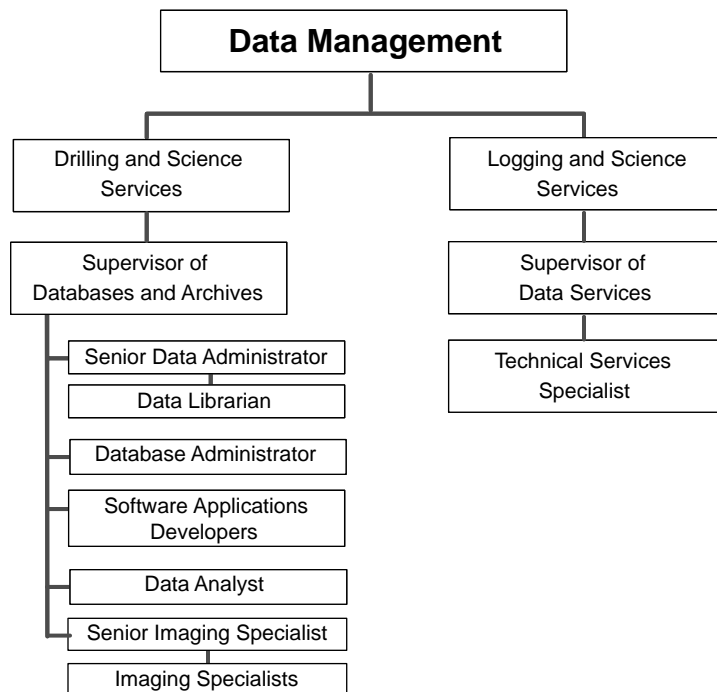 Data Management
Drilling and Science
Services
Logging and Science
Services
Supervisor of
Databases and Archives
Supervisor of
Data Services
Senior Data Administrator
Data Librarian
Technical Services
Specialist
Database Administrator
Software Applications
Developers
Data Analyst
Senior Imaging Specialist
Imaging Specialists